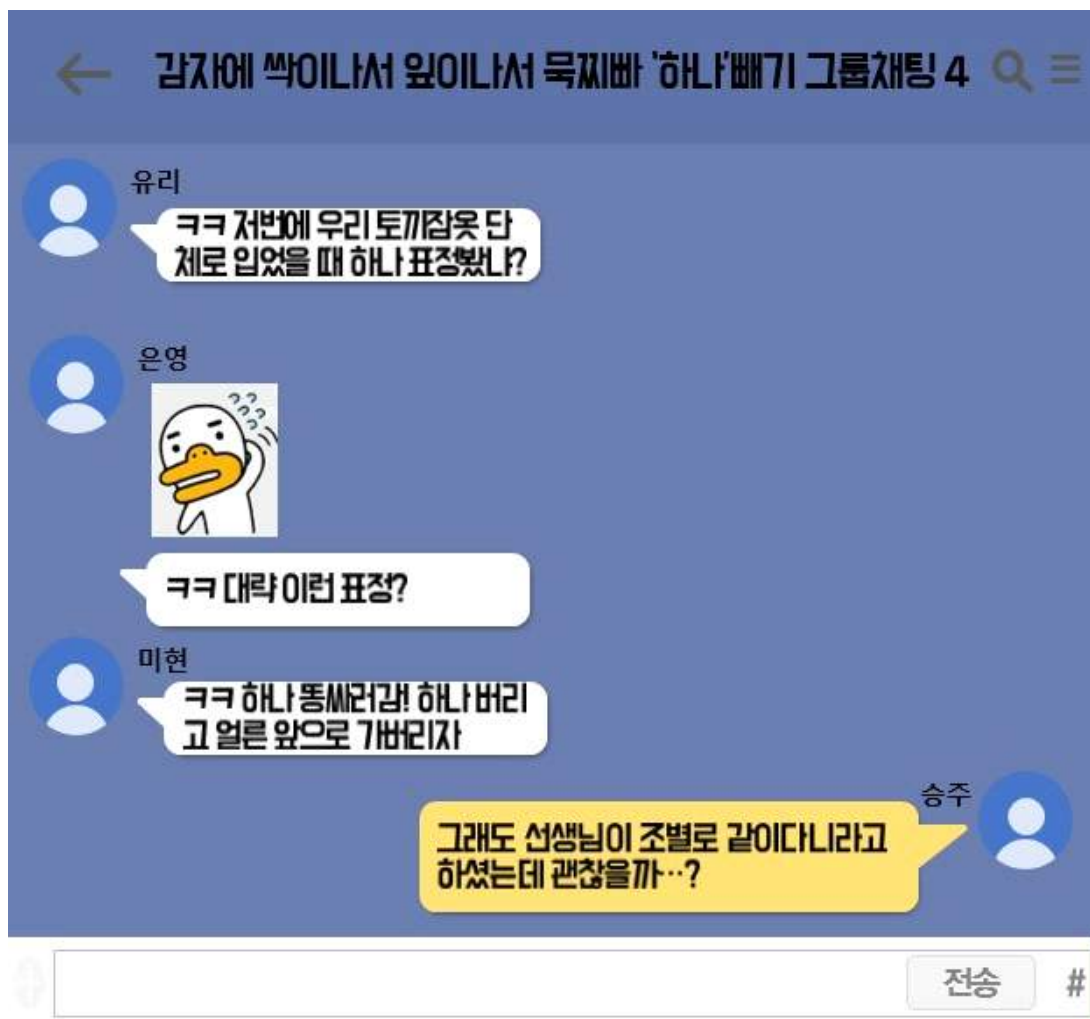 감자에 싹이나서 잎이나서 묵찌빠 '하나'빼기 그룹채팅 4
유리
ㅋㅋ 저번에 우리 토끼잠옷 단
체로 입었을 때 하나 표정봤냐?
은영
ㅋㅋ 대략 이런 표정?
미현
ㅋㅋ 하나 똥싸러감! 하나 버리
고 얼른 앞으로 가버리자
승주
그래도 선생님이 조별로 같이다니라고
하셨는데 괜찮을까…?
전송 #